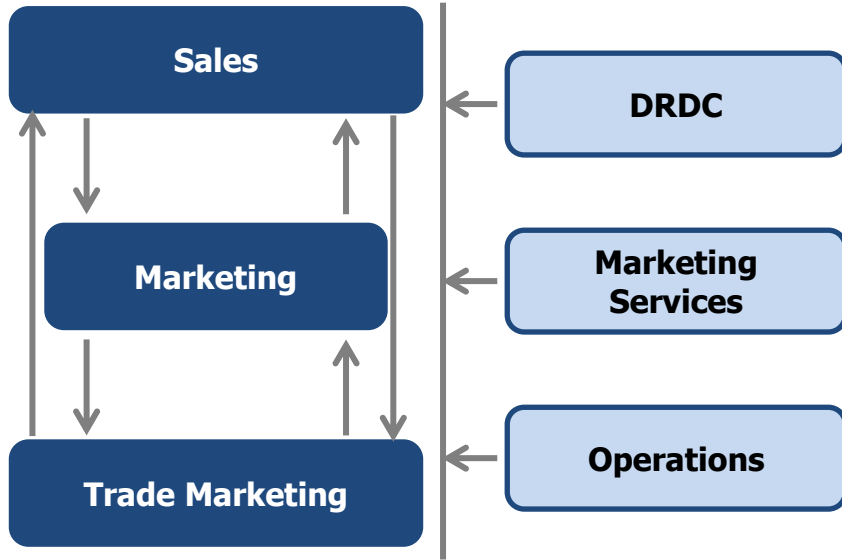 Sales
Marketing
Trade Marketing
DRDC
Marketing
Services
Operations